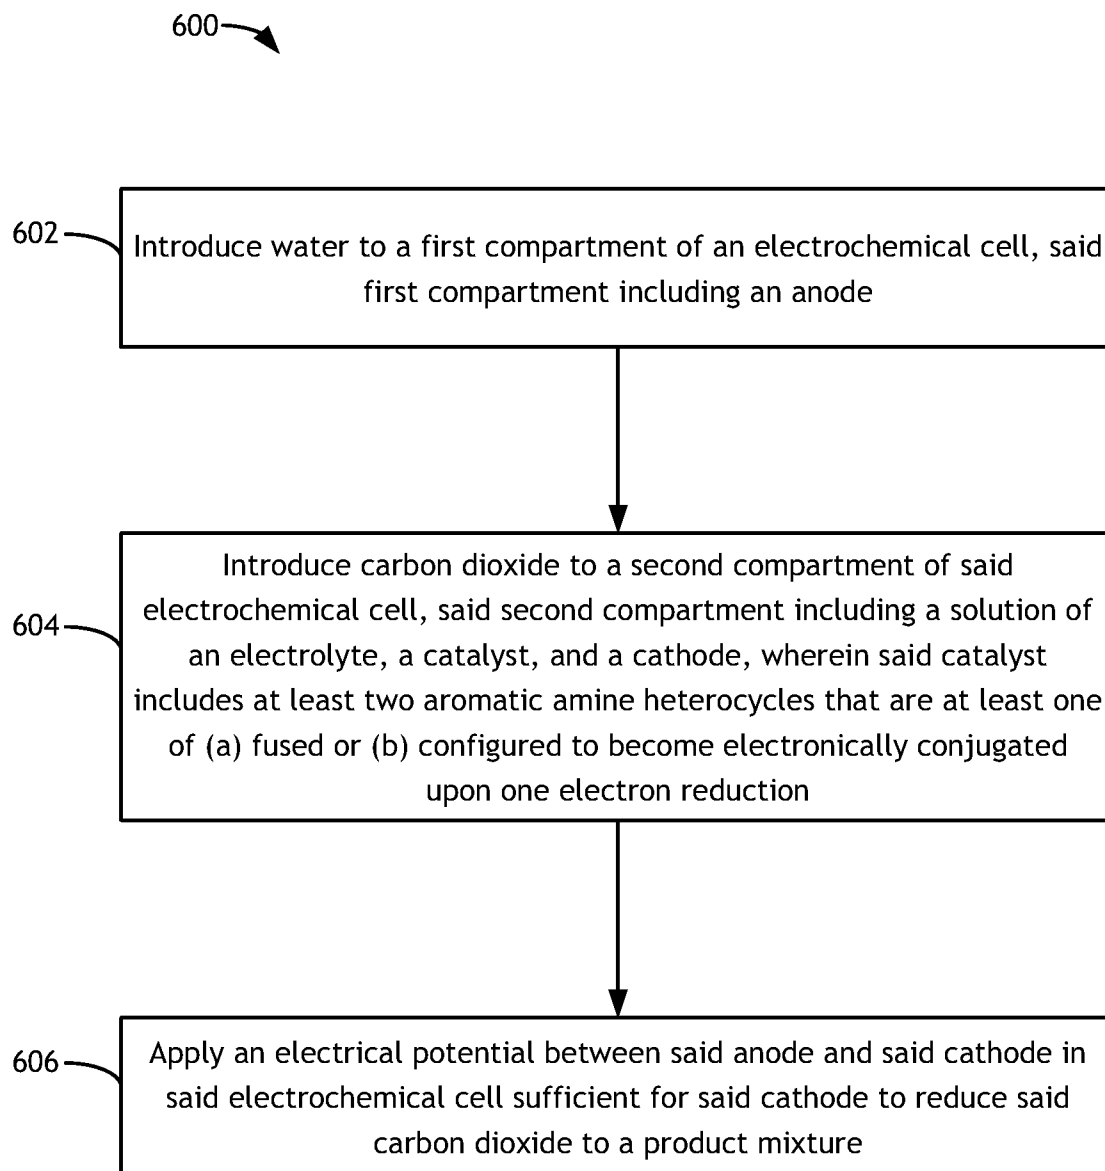 600
602
Introduce water to a first compartment of an electrochemical cell, said
first compartment including an anode
604
Introduce carbon dioxide to a second compartment of said
electrochemical cell, said second compartment including a solution of
an electrolyte, a catalyst, and a cathode, wherein said catalyst
includes at least two aromatic amine heterocycles that are at least one
of (a) fused or (b) configured to become electronically conjugated
upon one electron reduction
606
Apply an electrical potential between said anode and said cathode in
said electrochemical cell sufficient for said cathode to reduce said
carbon dioxide to a product mixture